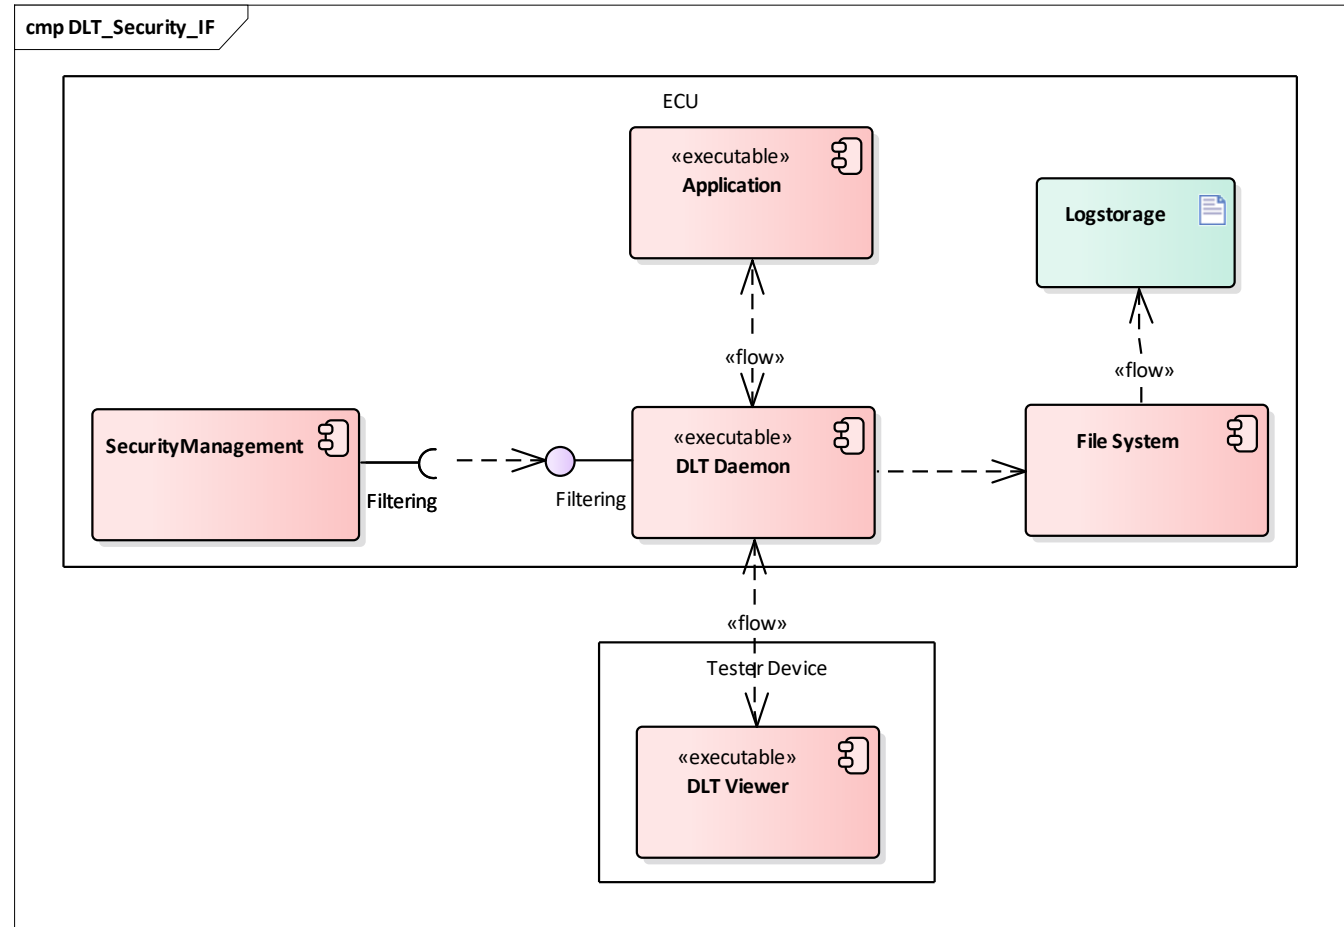 cmp DLT_Security_IF
ECU
«executable»
Application
Logstorage
«flow»
«flow»
SecurityManagement
Filtering
Filtering
«executable»
DLT Daemon
File System
«flow»
Tester Device
«executable»
DLT Viewer